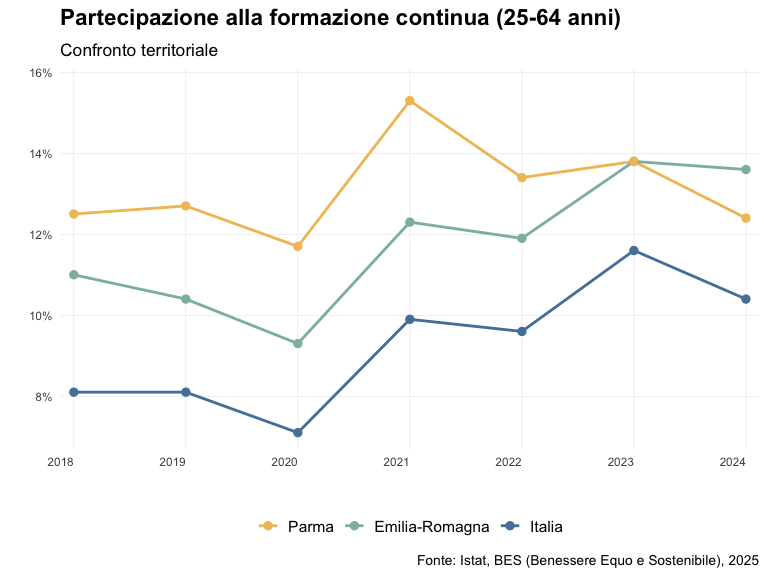 Partecipazione alla formazione continua (25-64 anni)
Confronto territoriale
16%
14%
12%
10%
8%
2018 2019 2020 2021 2022 2023 2024
Parma Emilia-Romagna Italia
Fonte: Istat, BES (Benessere Equo e Sostenibile), 2025